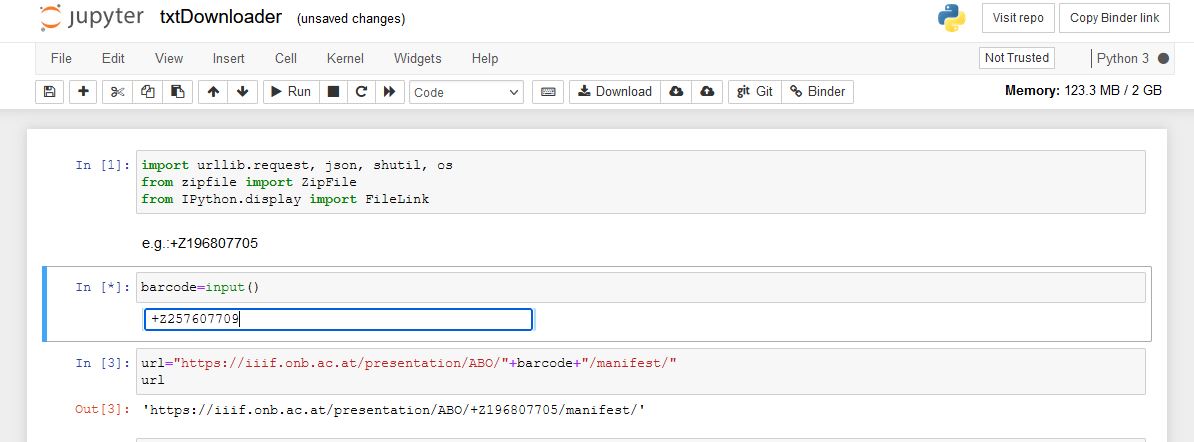 jupyter txtDownloader (unsaved changes) Visit repo Copy Binder link
File Edit View Insert Cell Kernel Widgets Help Not Trusted Python 3
Run Code Download git Git Binder Memory: 123.3 MB / 2 GB
In [1]: import urllib.request, json, shutil, os
from zipfile import ZipFile
from IPython.display import FileLink
e.g.:+Z196807705
In [*]: barcode=input()
+Z257607709
In [3]: url="https://iiif.onb.ac.at/presentation/ABO/"+barcode+"/manifest/"
url
Out[3]: 'https://iiif.onb.ac.at/presentation/ABO/+Z196807705/manifest/'